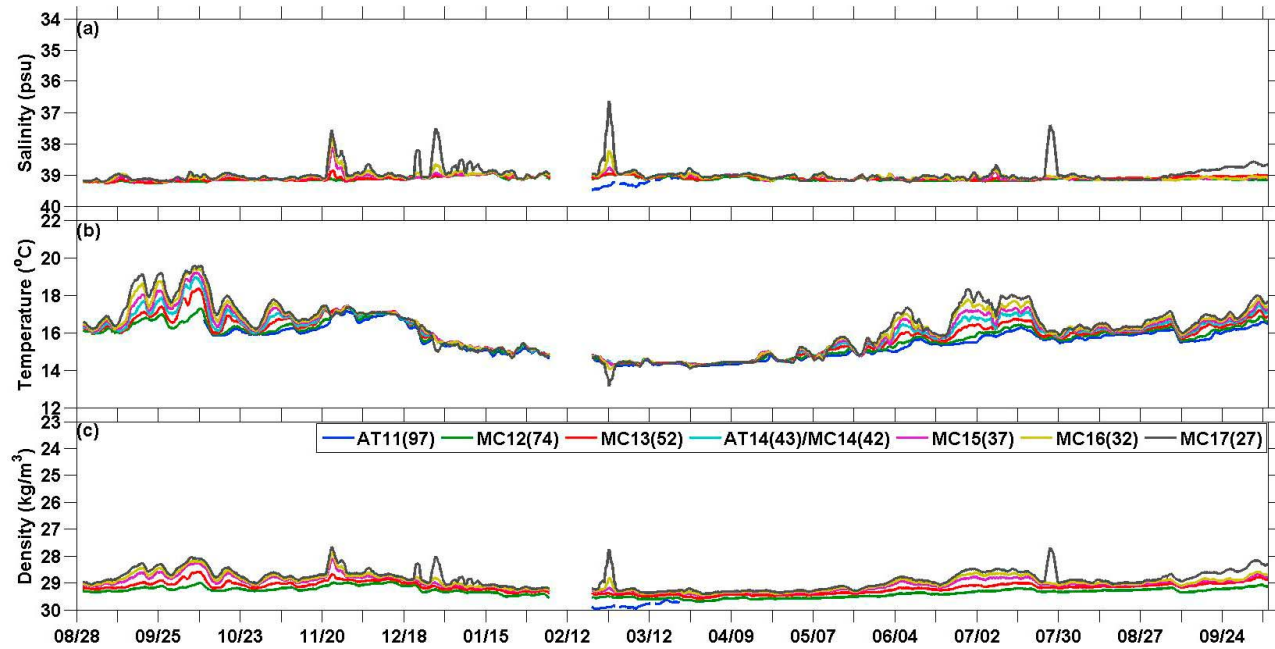 (a)
Salinity (psu)
34
35
36
37
38
39
40
(b)
Temperature (°C)
22
20
18
16
14
12
(c)
Density (kg/m³)
23
24
25
26
27
28
29
30
AT11(97) MC12(74) MC13(52) AT14(43)/MC14(42) MC15(37) MC16(32) MC17(27)
08/28 09/25 10/23 11/20 12/18 01/15 02/12 03/12 04/09 05/07 06/04 07/02 07/30 08/27 09/24